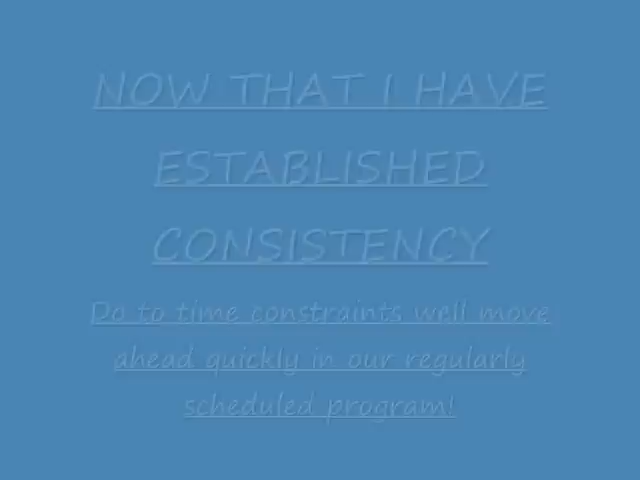 NOW THAT I HAVE
ESTABLISHED
CONSISTENCY
Do to time constraints well move
ahead quickly in our regularly
scheduled program!